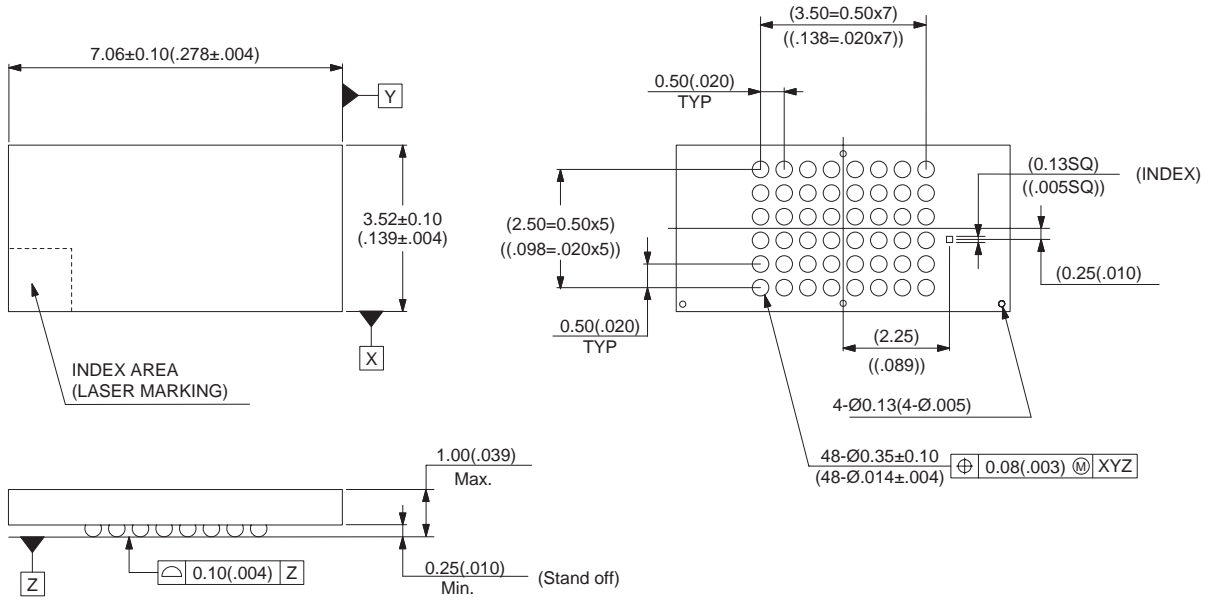 7.06±0.10(.278±.004)
Y
3.52±0.10
(.139±.004)
X
INDEX AREA
(LASER MARKING)
(3.50=0.50x7)
((.138=.020x7))
0.50(.020)
TYP
(0.13SQ)
((.005SQ))
(INDEX)
(2.50=0.50x5)
((.098=.020x5))
(0.25(.010)
0.50(.020)
TYP
(2.25)
((.089))
4-Ø0.13(4-Ø.005)
48-Ø0.35±0.10
(48-Ø.014±.004)
⌖ 0.08(.003) Ⓜ XYZ
1.00(.039)
Max.
Z
⌓ 0.10(.004) Z
0.25(.010)
Min.
(Stand off)